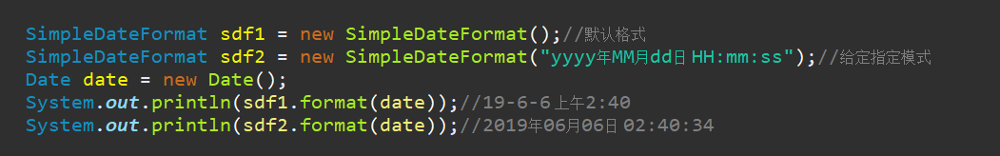 SimpleDateFormat sdf1 = new SimpleDateFormat();//默认格式
SimpleDateFormat sdf2 = new SimpleDateFormat("yyyy年MM月dd日 HH:mm:ss");//给定指定模式
Date date = new Date();
System.out.println(sdf1.format(date));//19-6-6 上午2:40
System.out.println(sdf2.format(date));//2019年06月06日 02:40:34